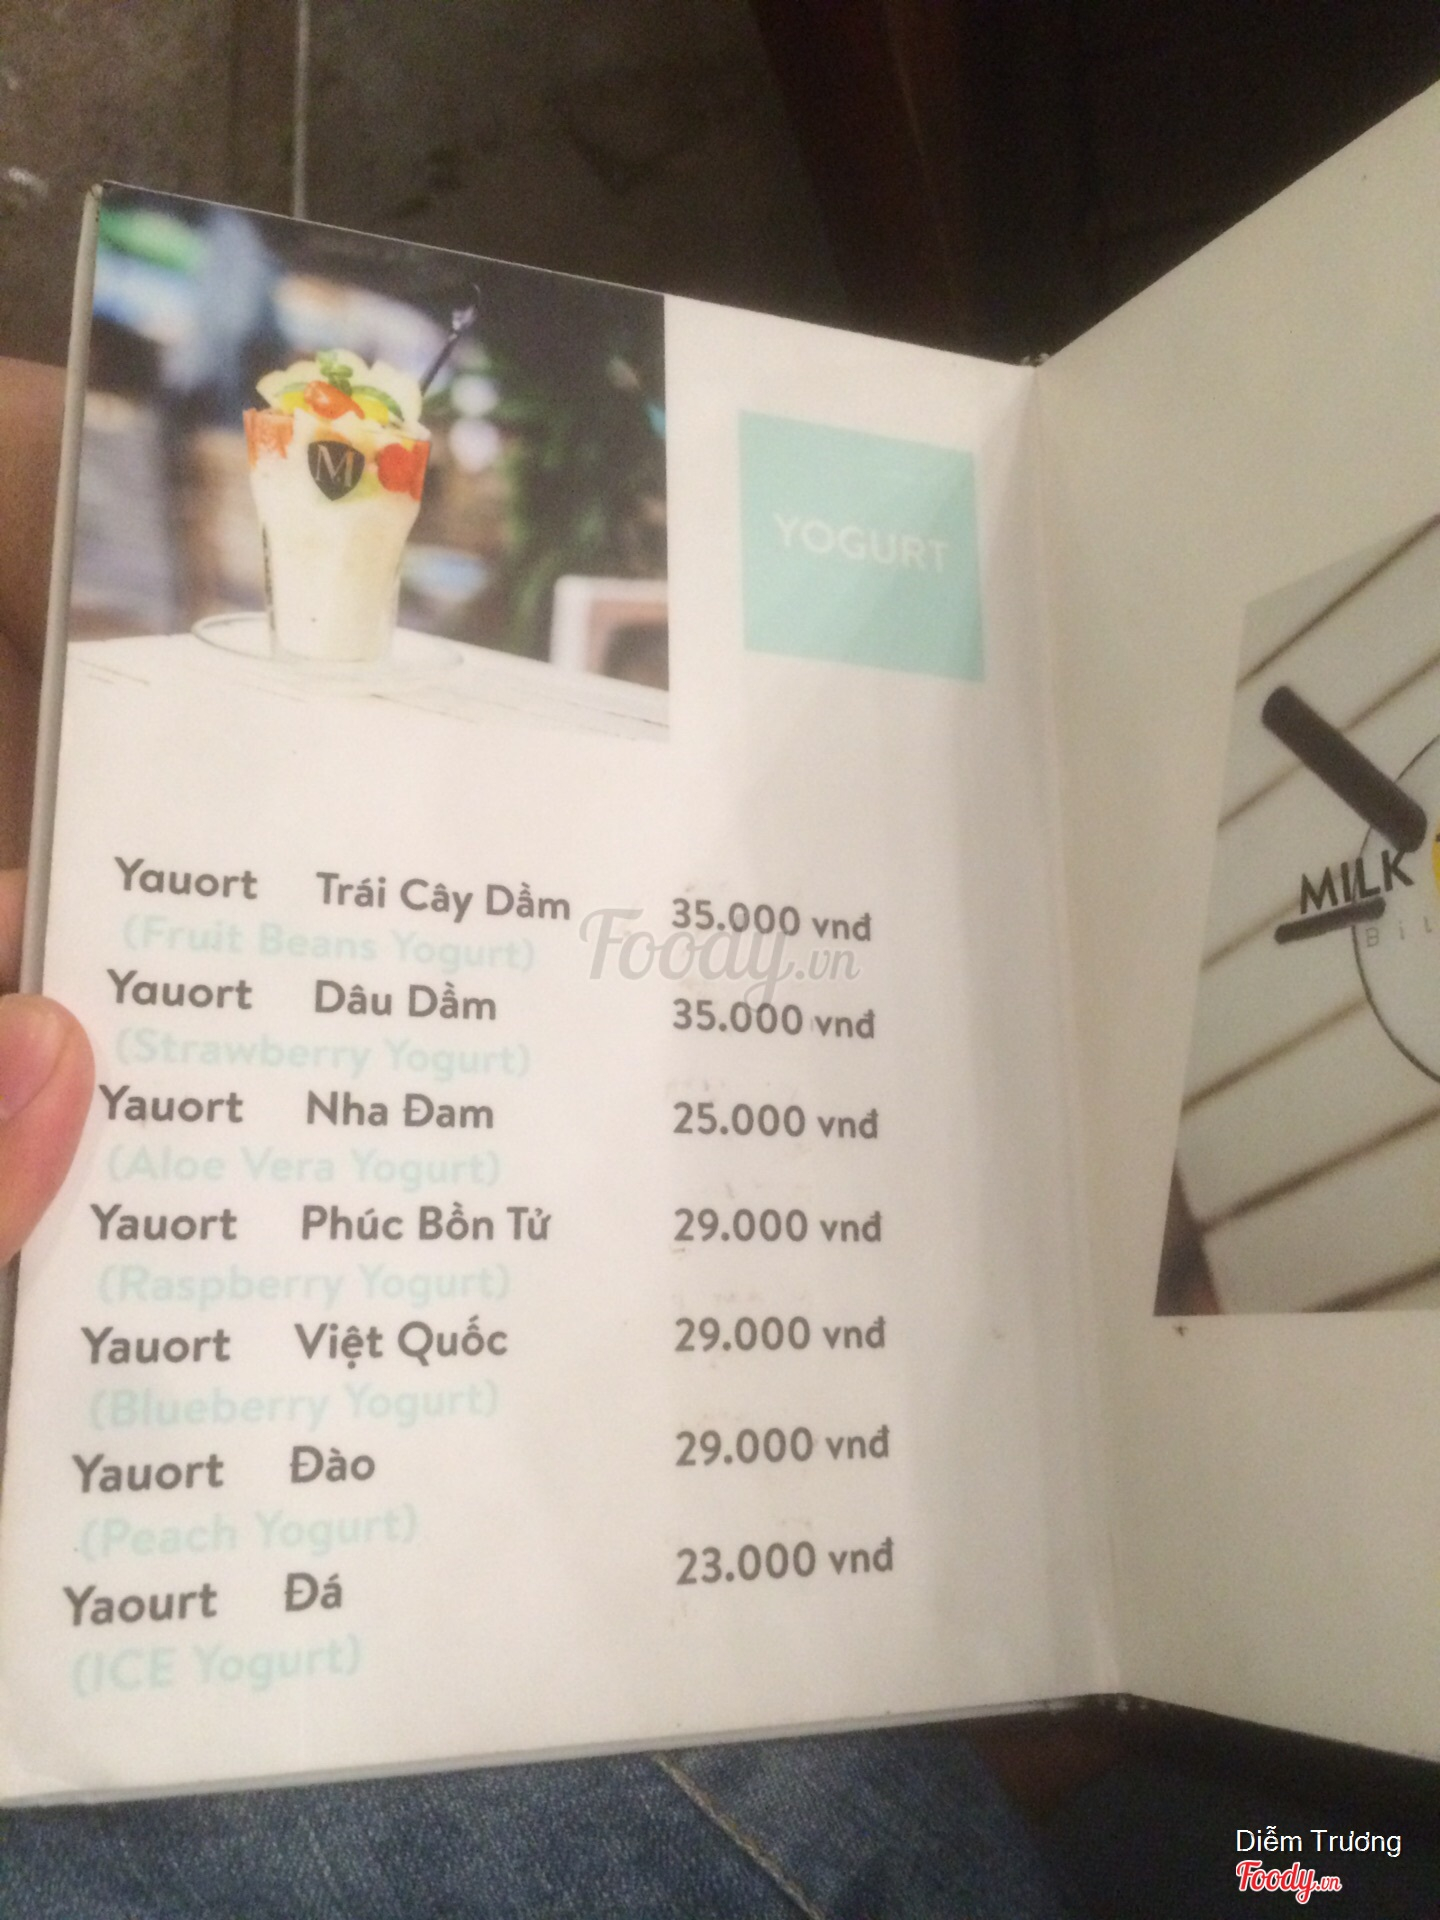 M
YOGURT
Yauort Trái Cây Dầm 35.000 vnđ
(Fruit Beans Yogurt)
Yauort Dâu Dầm 35.000 vnđ
(Strawberry Yogurt)
Yauort Nha Đam 25.000 vnđ
(Aloe Vera Yogurt)
Yauort Phúc Bồn Tử 29.000 vnđ
(Raspberry Yogurt)
Yauort Việt Quốc 29.000 vnđ
(Blueberry Yogurt)
Yauort Đào 29.000 vnđ
(Peach Yogurt)
Yaourt Đá 23.000 vnđ
(ICE Yogurt)
MILK
Foody.vn
Diễm Trương
Foody.vn